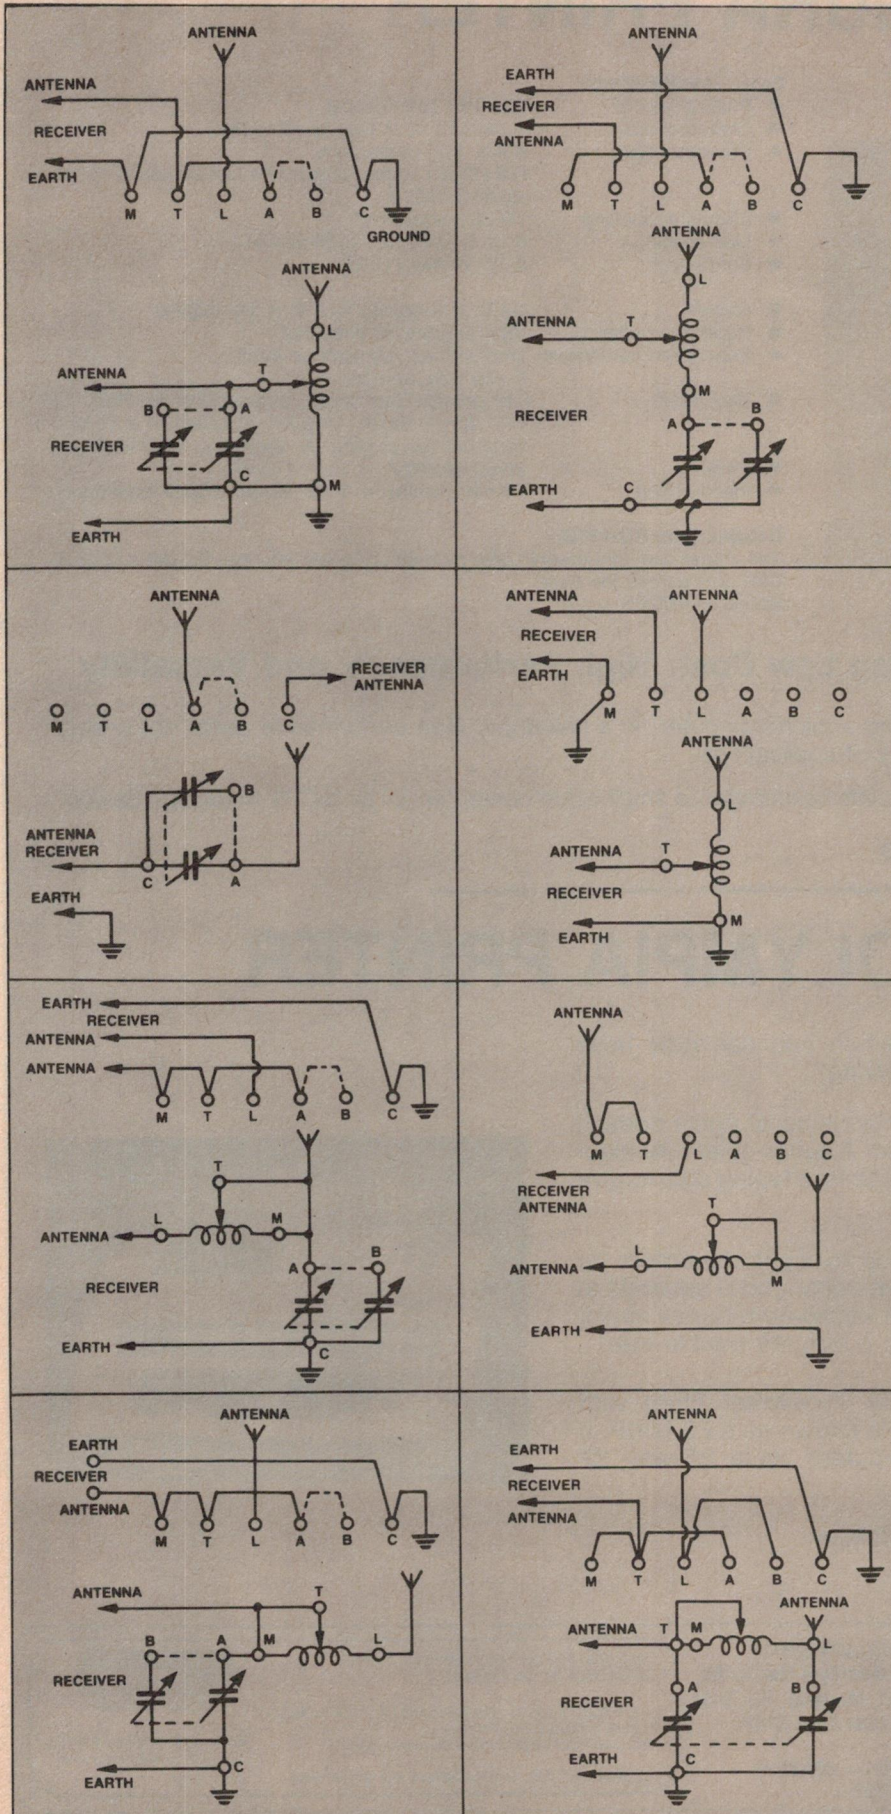 ANTENNA
ANTENNA
RECEIVER
EARTH
M T L A B C
GROUND
ANTENNA
L
T
ANTENNA
B A
RECEIVER
C M
EARTH
ANTENNA
EARTH
RECEIVER
ANTENNA
M T L A B C
ANTENNA
L
ANTENNA T
M
RECEIVER A B
EARTH C
ANTENNA
RECEIVER
ANTENNA
M T L A B C
B
ANTENNA
RECEIVER
C A
EARTH
ANTENNA ANTENNA
RECEIVER
EARTH
M T L A B C
ANTENNA
L
ANTENNA T
RECEIVER
EARTH M
EARTH
RECEIVER
ANTENNA
ANTENNA
M T L A B C
T
ANTENNA L M
A B
RECEIVER
EARTH C
ANTENNA
M T L A B C
RECEIVER
ANTENNA
T
ANTENNA L M
EARTH
ANTENNA
EARTH
RECEIVER
ANTENNA
M T L A B C
ANTENNA T
B A M L
RECEIVER
C
EARTH
ANTENNA
EARTH
RECEIVER
ANTENNA
M T L A B C
ANTENNA
ANTENNA T M L
A B
RECEIVER
EARTH C